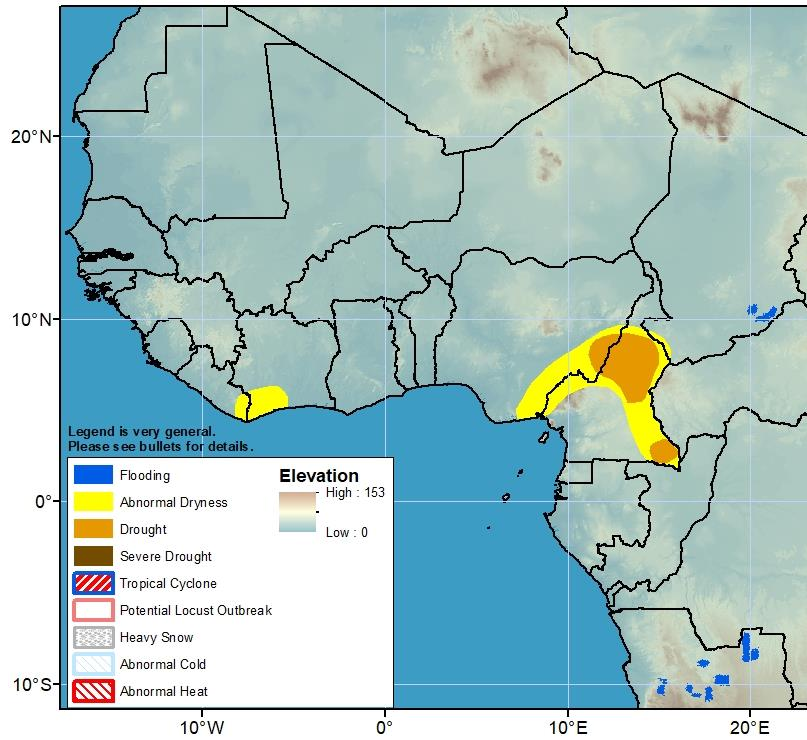 20°N
10°N
0°
10°S
Legend is very general.
Please see bullets for details.
Flooding
Abnormal Dryness
Drought
Severe Drought
Tropical Cyclone
Potential Locust Outbreak
Heavy Snow
Abnormal Cold
Abnormal Heat
Elevation
High : 153
Low : 0
10°W
0°
10°E
20°E